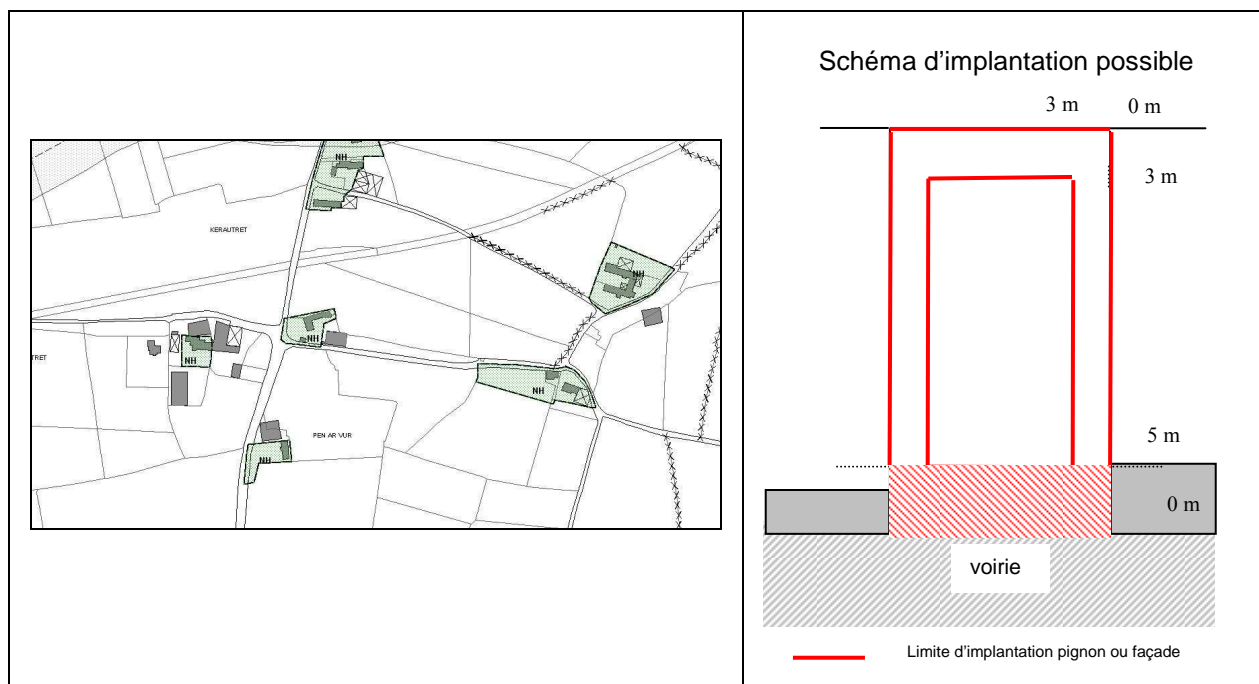 NH
KERAUTRET
NH
NH
TRET
NH
NH
PEN AR VUR
NH
Schéma d'implantation possible
3 m 0 m
3 m
5 m
0 m
voirie
Limite d'implantation pignon ou façade